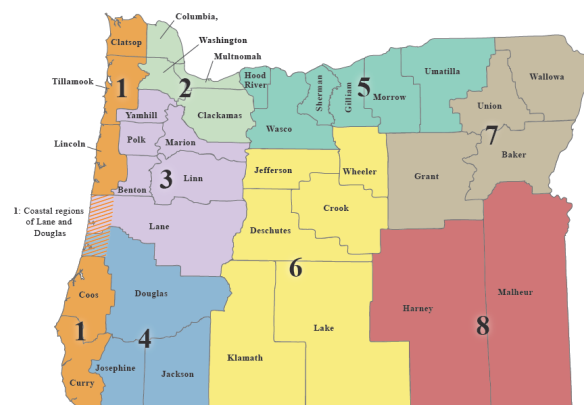 Columbia,
Clatsop
Washington
Multnomah
Tillamook
1
2
Hood
River
Sherman
Gilliam
5
Morrow
Umatilla
Wallowa
Union
Yamhill
Clackamas
Wasco
7
Lincoln
Polk
Marion
Baker
Jefferson
Wheeler
Grant
3
Linn
Benton
Crook
1: Coastal regions
of Lane and
Douglas
Lane
Deschutes
6
Coos
Douglas
Harney
Malheur
1
4
Lake
8
Klamath
Curry
Josephine
Jackson